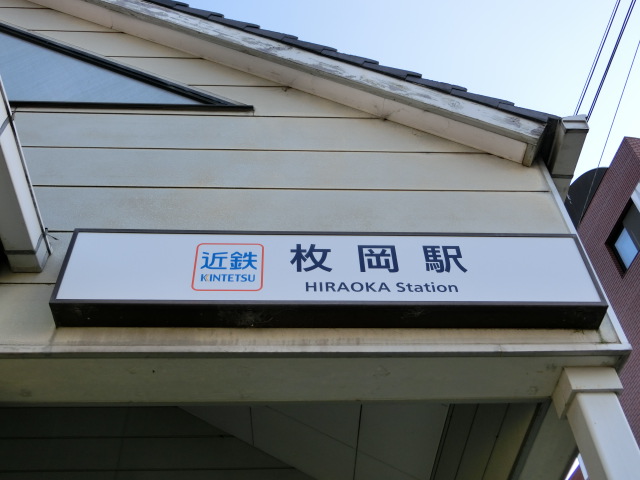 近鉄
KINTETSU
枚岡駅
HIRAOKA Station